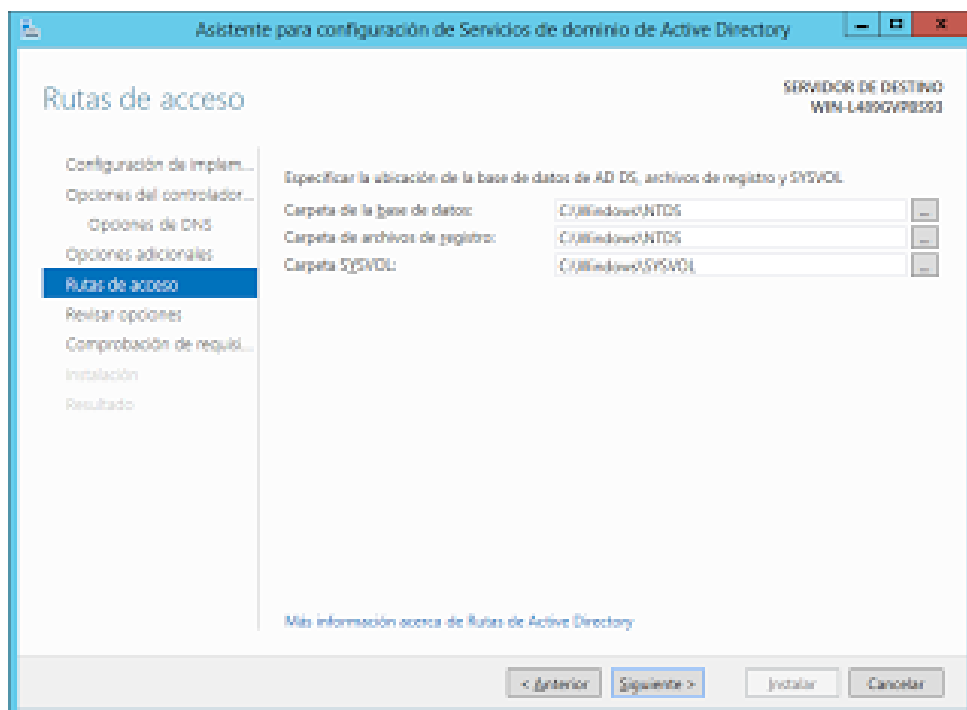 Asistente para configuración de Servicios de dominio de Active Directory
Rutas de acceso
SERVIDOR DE DESTINO
Configuración de implem...
Opciones del controlador...
Opciones de DNS
Opciones adicionales
Rutas de acceso
Revisar opciones
Comprobación de requisi...
Instalación
Resultado
Especificar la ubicación de la base de datos de AD DS, archivos de registro y SYSVOL
Carpeta de la base de datos: C:\Windows\NTDS ...
Carpeta de archivos de registro: C:\Windows\NTDS ...
Carpeta SYSVOL: C:\Windows\SYSVOL ...
Más información acerca de Rutas de Active Directory
< Anterior Siguiente > Instalar Cancelar